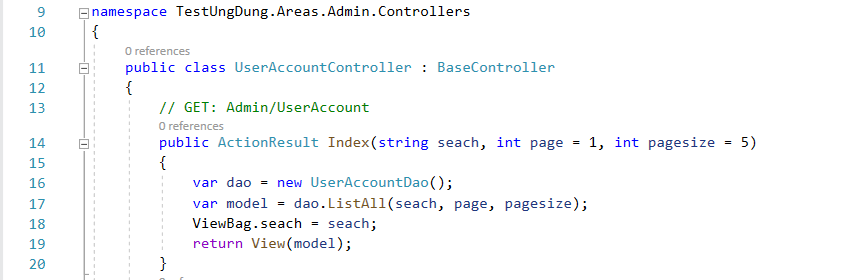 9 namespace TestUngDung.Areas.Admin.Controllers
10 {
0 references
11 public class UserAccountController : BaseController
12 {
13 // GET: Admin/UserAccount
0 references
14 public ActionResult Index(string seach, int page = 1, int pagesize = 5)
15 {
16 var dao = new UserAccountDao();
17 var model = dao.ListAll(seach, page, pagesize);
18 ViewBag.seach = seach;
19 return View(model);
20 }